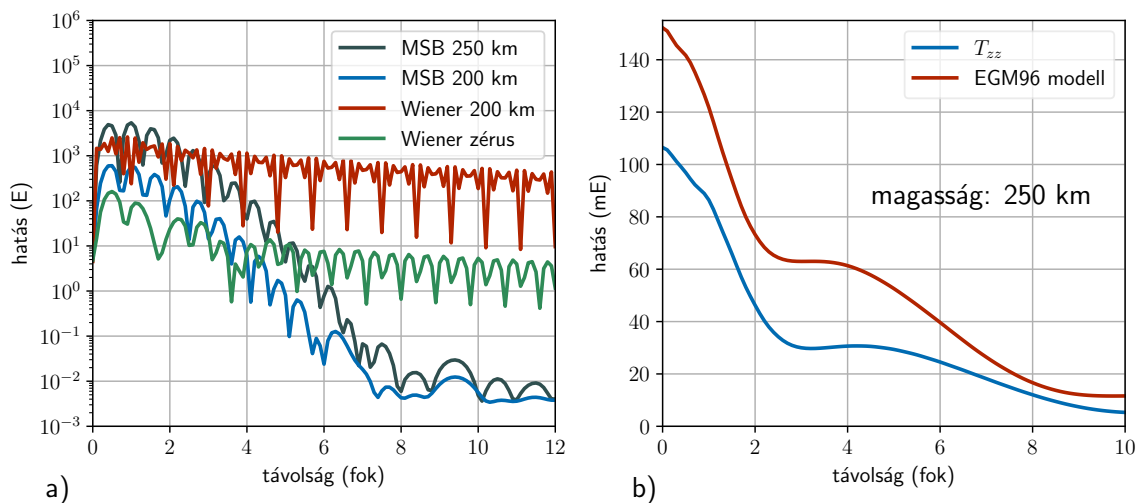 10^6
10^5
10^4
10^3
10^2
10^1
10^0
10^{-1}
10^{-2}
10^{-3}
hatás (E)
MSB 250 km
MSB 200 km
Wiener 200 km
Wiener zérus
0 2 4 6 8 10 12
távolság (fok)
a)
140
120
100
80
60
40
20
0
hatás (mE)
T_{zz}
EGM96 modell
magasság: 250 km
0 2 4 6 8 10
távolság (fok)
b)